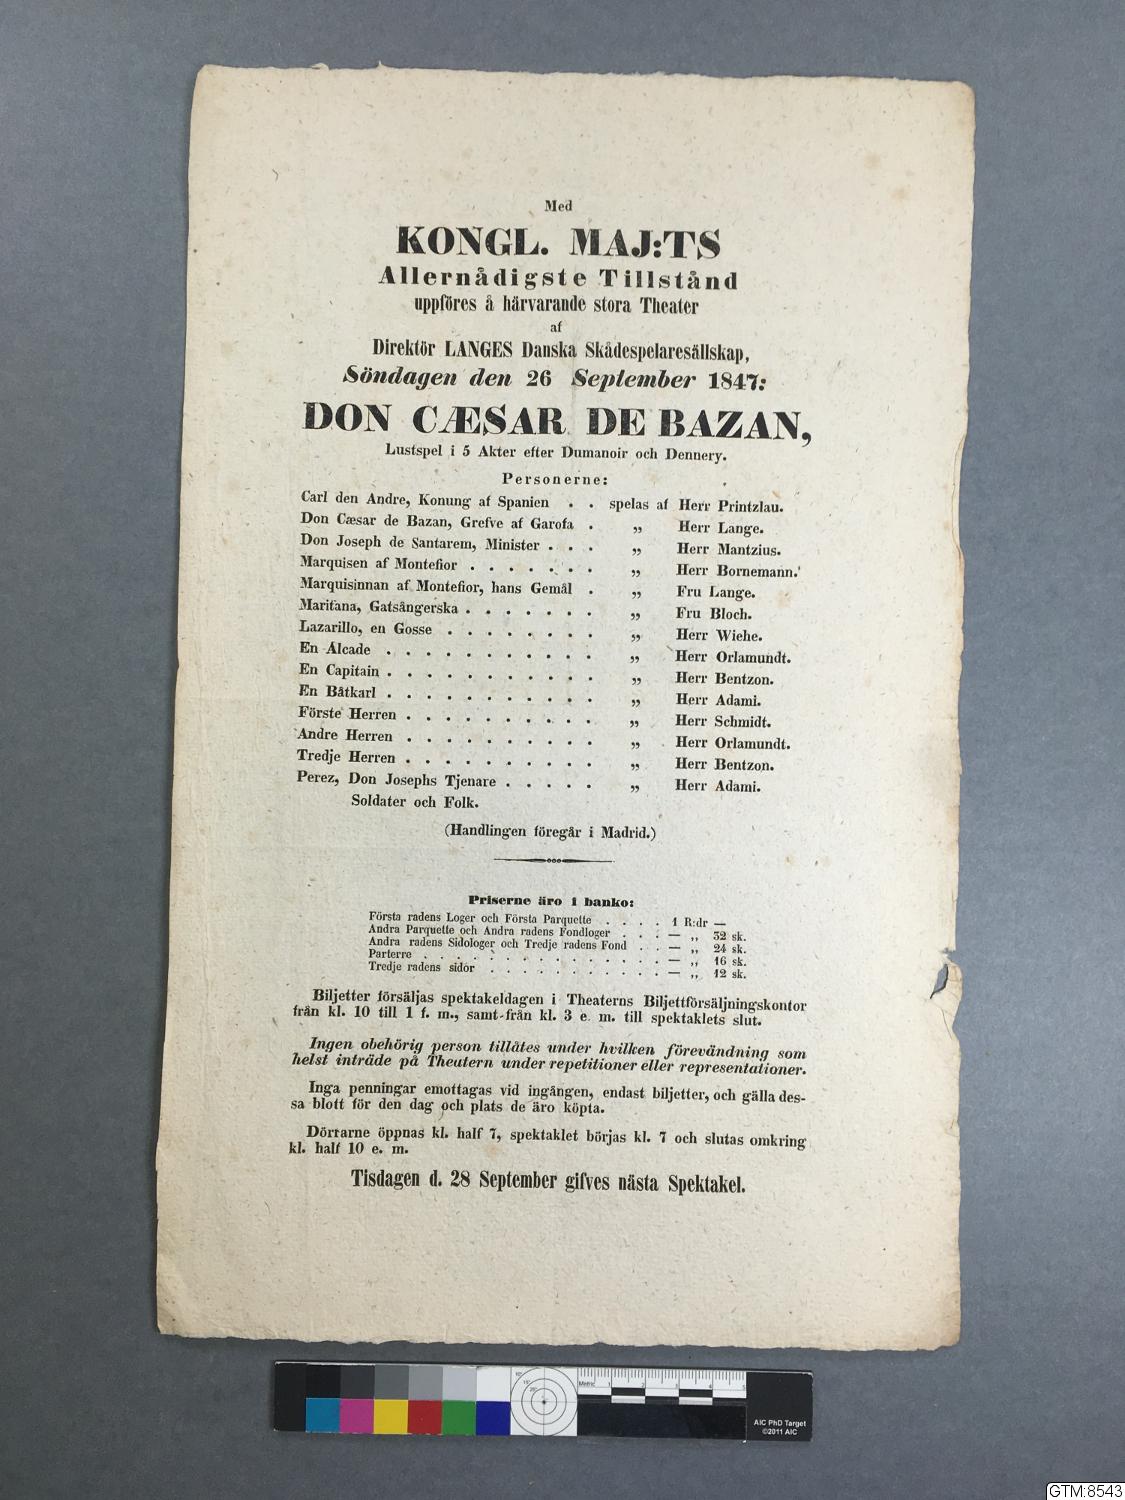 Med
KONGL. MAJ:TS
Allernådigste Tillstånd
uppföres å härvarande stora Theater
af
Direktör LANGES Danska Skådespelaresällskap,
Söndagen den 26 September 1847:
DON CÆSAR DE BAZAN,
Lustspel i 5 Akter efter Dumanoir och Dennery.
Personerne:
Carl den Andre, Konung af Spanien . . spelas af Herr Printzlau.
Don Cæsar de Bazan, Grefve af Garofa . „ Herr Lange.
Don Joseph de Santarem, Minister . . . „ Herr Mantzius.
Marquisen af Montefior . . . . . . . „ Herr Bornemann.
Marquisinnan af Montefior, hans Gemål . „ Fru Lange.
Maritana, Gatsångerska . . . . . . . „ Fru Bloch.
Lazarillo, en Gosse . . . . . . . . „ Herr Wiehe.
En Alcade . . . . . . . . . . . „ Herr Orlamundt.
En Capitain . . . . . . . . . . . „ Herr Bentzon.
En Båtkarl . . . . . . . . . . . „ Herr Adami.
Förste Herren . . . . . . . . . . „ Herr Schmidt.
Andre Herren . . . . . . . . . . „ Herr Orlamundt.
Tredje Herren . . . . . . . . . . „ Herr Bentzon.
Perez, Don Josephs Tjenare . . . . . „ Herr Adami.
Soldater och Folk.
(Handlingen föregår i Madrid.)
Priserne äro i banko:
Första radens Loger och Första Parquette . . . . 1 R:dr —
Andra Parquette och Andra radens Fondloger . . . — „ 32 sk.
Andra radens Sidologer och Tredje radens Fond . . — „ 24 sk.
Parterre . . . . . . . . . . . . . . — „ 16 sk.
Tredje radens sidor . . . . . . . . . . — „ 12 sk.
Biljetter försäljas spektakeldagen i Theaterns Biljettförsäljningskontor
från kl. 10 till 1 f. m., samt från kl. 3 e. m. till spektaklets slut.
Ingen obehörig person tillåtes under hvilken förevändning som
helst inträde på Theatern under repetitioner eller representationer.
Inga penningar emottagas vid ingången, endast biljetter, och gälla des-
sa blott för den dag och plats de äro köpta.
Dörrarne öppnas kl. half 7, spektaklet börjas kl. 7 och slutas omkring
kl. half 10 e. m.
Tisdagen d. 28 September gifves nästa Spektakel.
Metric 1 2 3 4 5
AIC PhD Target
©2011 AIC
GTM:8543